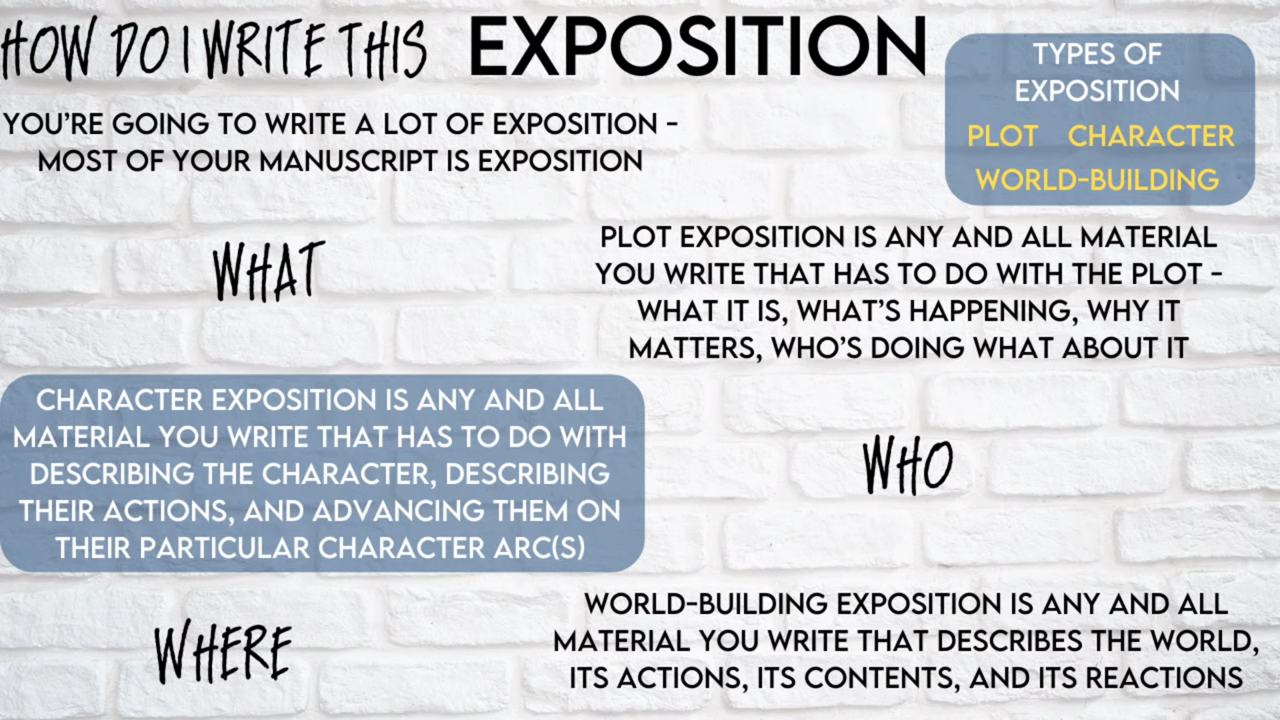 HOW DO I WRITE THIS EXPOSITION
YOU'RE GOING TO WRITE A LOT OF EXPOSITION -
MOST OF YOUR MANUSCRIPT IS EXPOSITION
TYPES OF
EXPOSITION
PLOT CHARACTER
WORLD-BUILDING
WHAT
PLOT EXPOSITION IS ANY AND ALL MATERIAL
YOU WRITE THAT HAS TO DO WITH THE PLOT -
WHAT IT IS, WHAT'S HAPPENING, WHY IT
MATTERS, WHO'S DOING WHAT ABOUT IT
CHARACTER EXPOSITION IS ANY AND ALL
MATERIAL YOU WRITE THAT HAS TO DO WITH
DESCRIBING THE CHARACTER, DESCRIBING
THEIR ACTIONS, AND ADVANCING THEM ON
THEIR PARTICULAR CHARACTER ARC(S)
WHO
WHERE
WORLD-BUILDING EXPOSITION IS ANY AND ALL
MATERIAL YOU WRITE THAT DESCRIBES THE WORLD,
ITS ACTIONS, ITS CONTENTS, AND ITS REACTIONS